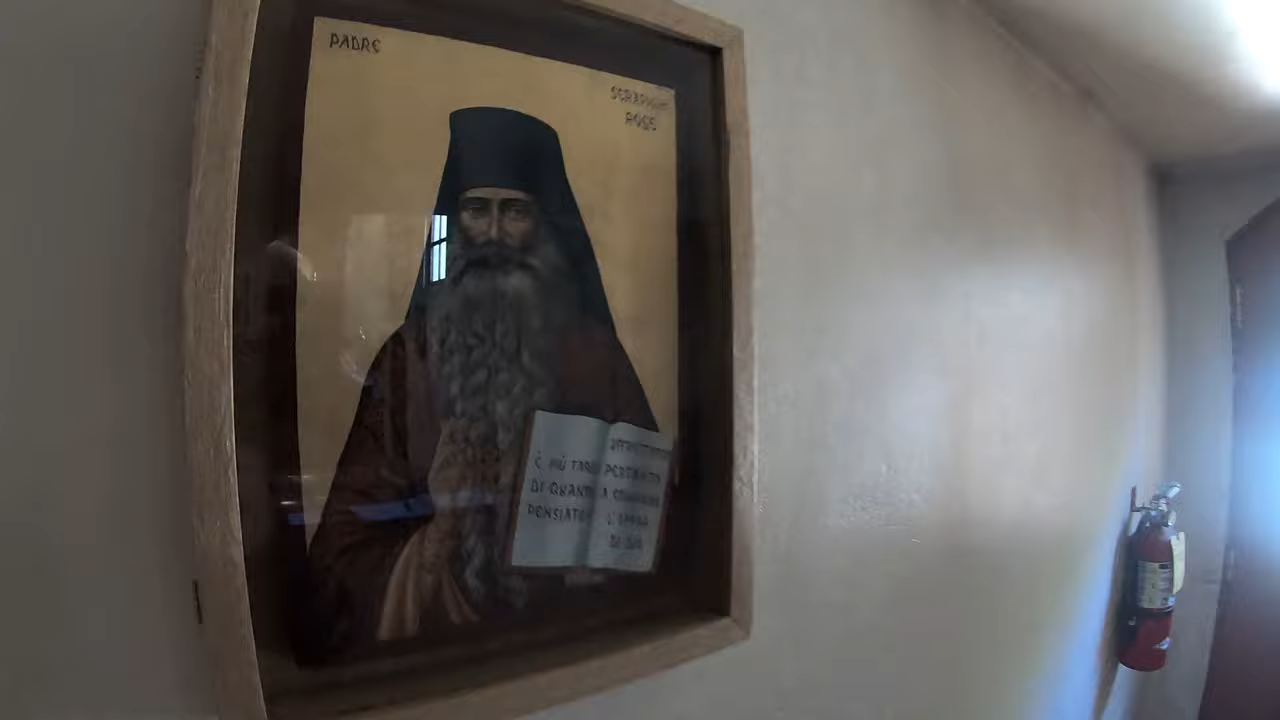 PADRE
SERAPHIM
ROSE
È PIÙ TARDI
DI QUANTO
PENSIATE
PERTANTO
A COMPIERE
L'OPERA
DI DIO